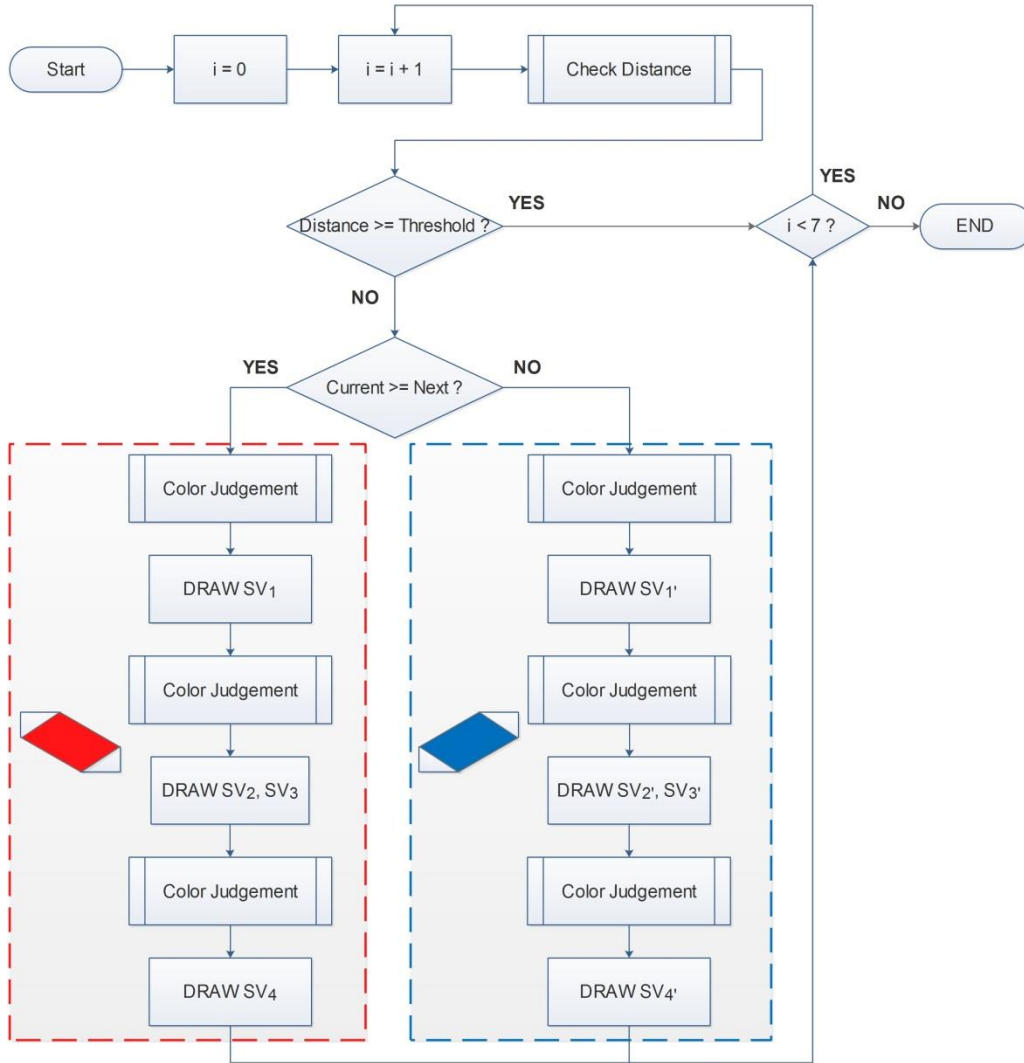 Start
i = 0
i = i + 1
Check Distance
YES
Distance >= Threshold ?
YES
i < 7 ?
NO
END
NO
YES
Current >= Next ?
NO
Color Judgement
Color Judgement
DRAW SV1
DRAW SV1'
Color Judgement
Color Judgement
DRAW SV2, SV3
DRAW SV2', SV3'
Color Judgement
Color Judgement
DRAW SV4
DRAW SV4'